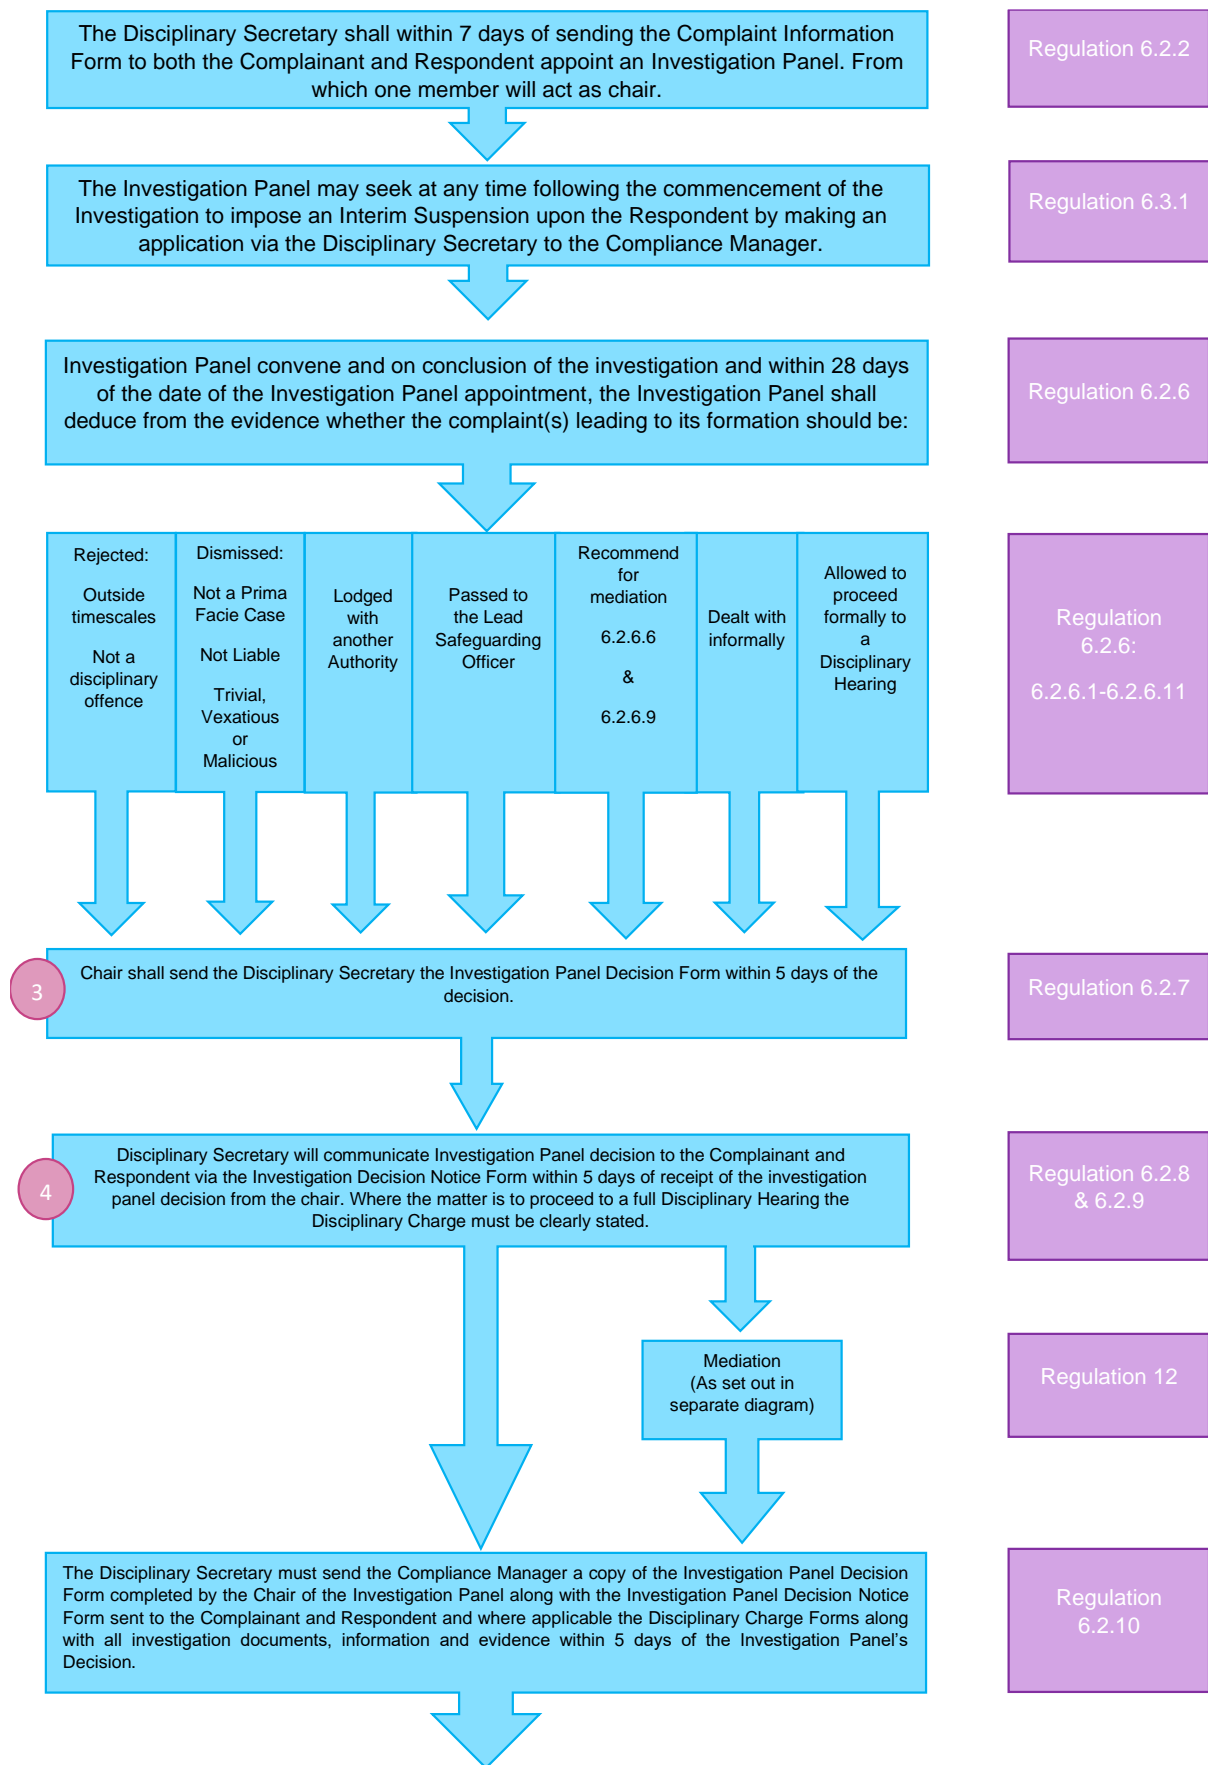 The Disciplinary Secretary shall within 7 days of sending the Complaint Information
Form to both the Complainant and Respondent appoint an Investigation Panel. From
which one member will act as chair.
Regulation 6.2.2
The Investigation Panel may seek at any time following the commencement of the
Investigation to impose an Interim Suspension upon the Respondent by making an
application via the Disciplinary Secretary to the Compliance Manager.
Regulation 6.3.1
Investigation Panel convene and on conclusion of the investigation and within 28 days
of the date of the Investigation Panel appointment, the Investigation Panel shall
deduce from the evidence whether the complaint(s) leading to its formation should be:
Regulation 6.2.6
Rejected:
Outside
timescales
Not a
disciplinary
offence
Dismissed:
Not a Prima
Facie Case
Not Liable
Trivial,
Vexatious
or
Malicious
Lodged
with
another
Authority
Passed to
the Lead
Safeguarding
Officer
Recommend
for
mediation
6.2.6.6
&
6.2.6.9
Dealt with
informally
Allowed to
proceed
formally to
a
Disciplinary
Hearing
Regulation
6.2.6:
6.2.6.1-6.2.6.11
3
Chair shall send the Disciplinary Secretary the Investigation Panel Decision Form within 5 days of the
decision.
Regulation 6.2.7
4
Disciplinary Secretary will communicate Investigation Panel decision to the Complainant and
Respondent via the Investigation Decision Notice Form within 5 days of receipt of the investigation
panel decision from the chair. Where the matter is to proceed to a full Disciplinary Hearing the
Disciplinary Charge must be clearly stated.
Regulation 6.2.8
& 6.2.9
Mediation
(As set out in
separate diagram)
Regulation 12
The Disciplinary Secretary must send the Compliance Manager a copy of the Investigation Panel Decision
Form completed by the Chair of the Investigation Panel along with the Investigation Panel Decision Notice
Form sent to the Complainant and Respondent and where applicable the Disciplinary Charge Forms along
with all investigation documents, information and evidence within 5 days of the Investigation Panel's
Decision.
Regulation
6.2.10